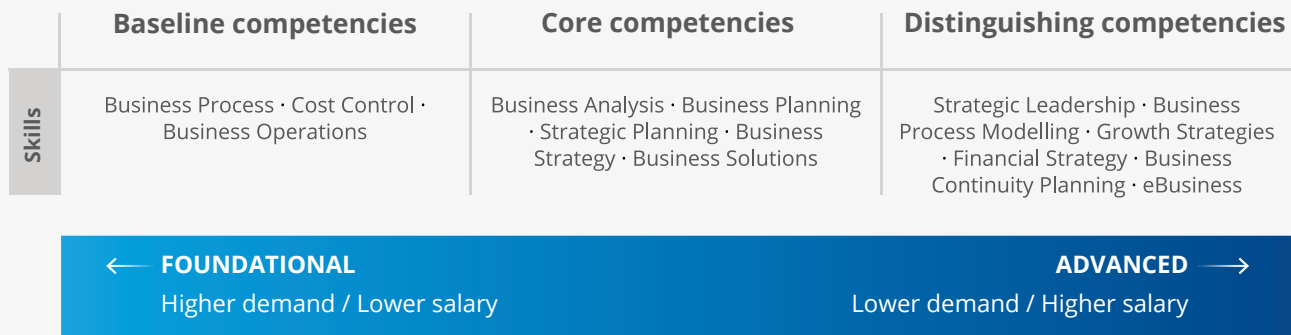 Baseline competencies
Core competencies
Distinguishing competencies
Skills
Business Process · Cost Control ·
Business Operations
Business Analysis · Business Planning
· Strategic Planning · Business
Strategy · Business Solutions
Strategic Leadership · Business
Process Modelling · Growth Strategies
· Financial Strategy · Business
Continuity Planning · eBusiness
← FOUNDATIONAL
Higher demand / Lower salary
ADVANCED →
Lower demand / Higher salary